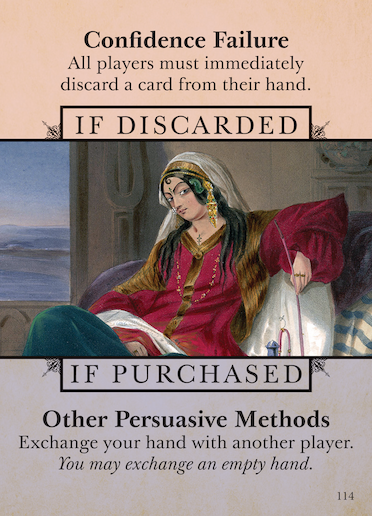 Confidence Failure
All players must immediately
discard a card from their hand.
IF DISCARDED
IF PURCHASED
Other Persuasive Methods
Exchange your hand with another player.
You may exchange an empty hand.
114